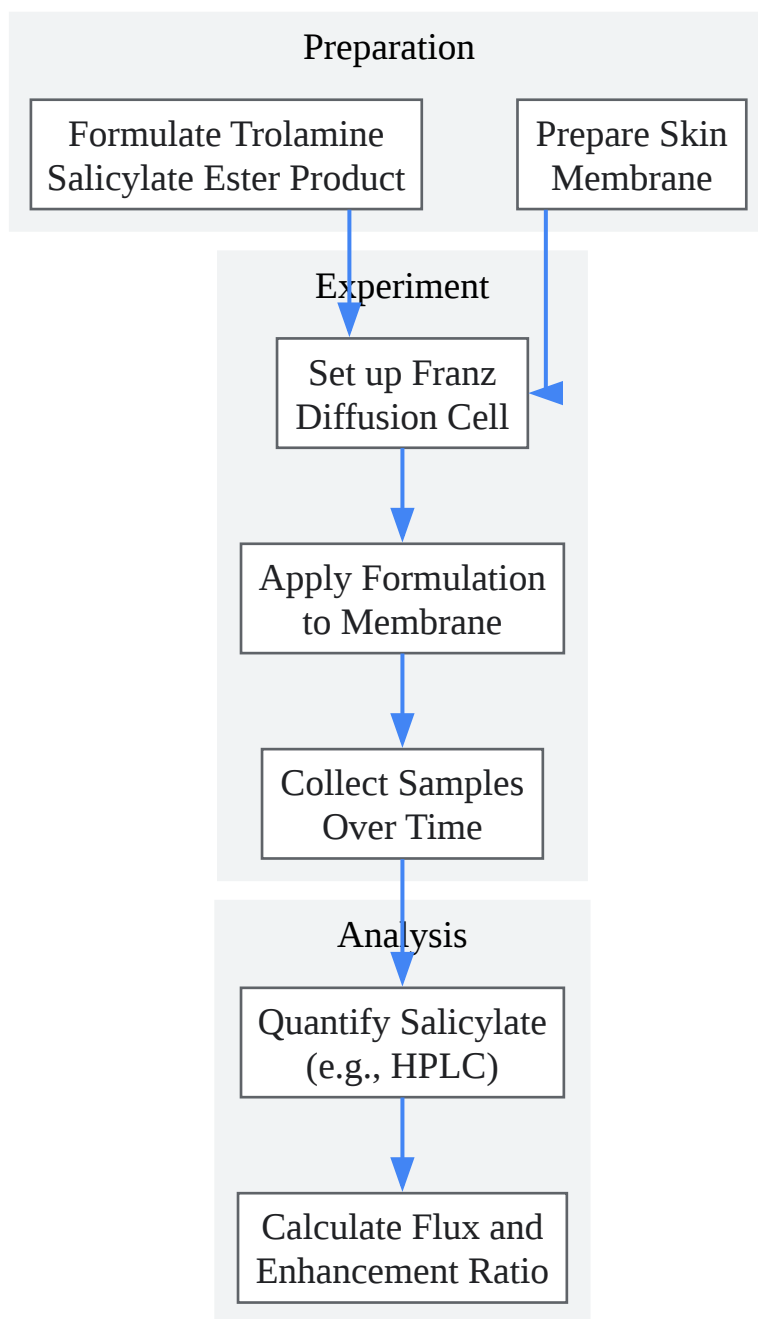 Preparation
Formulate Trolamine
Salicylate Ester Product
Prepare Skin
Membrane
Experiment
Set up Franz
Diffusion Cell
Apply Formulation
to Membrane
Collect Samples
Over Time
Analysis
Quantify Salicylate
(e.g., HPLC)
Calculate Flux and
Enhancement Ratio